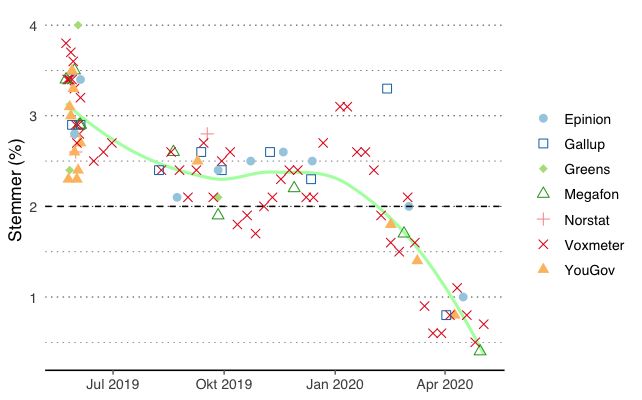 4
3
2
1
Stemmer (%)
Jul 2019
Okt 2019
Jan 2020
Apr 2020
Epinion
Gallup
Greens
Megafon
Norstat
Voxmeter
YouGov